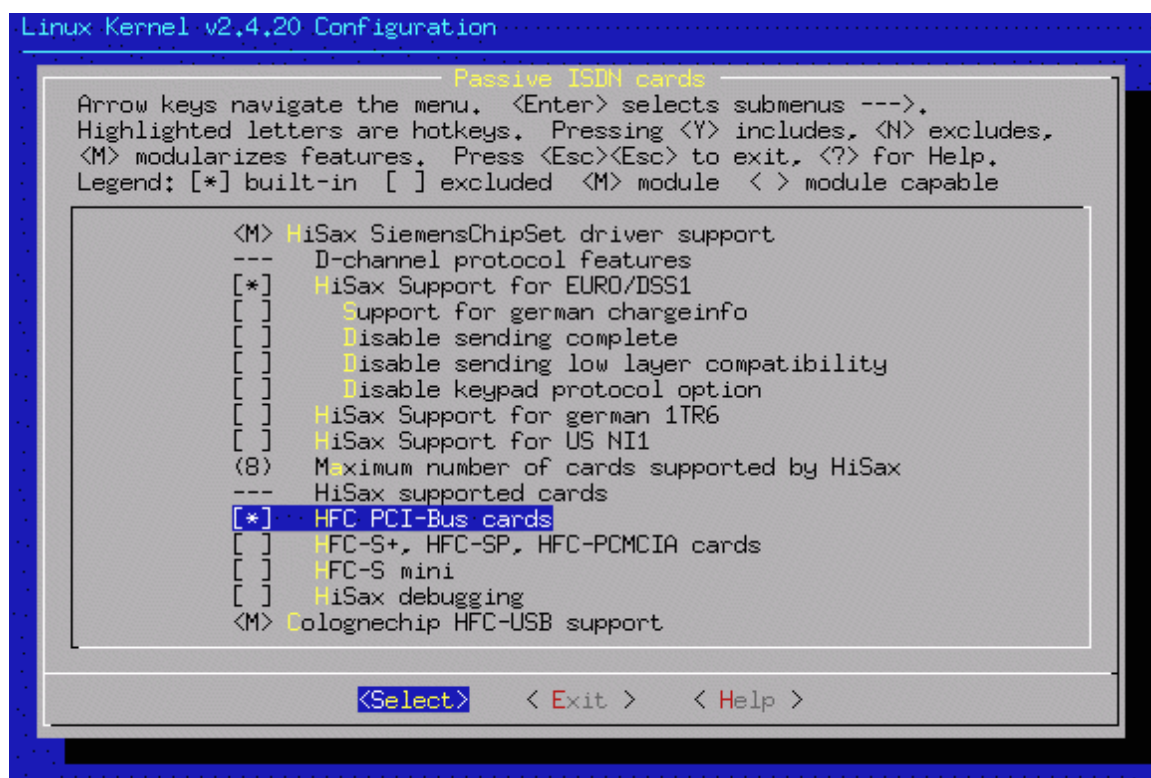 Linux Kernel v2.4.20 Configuration
Passive ISDN cards
Arrow keys navigate the menu.  <Enter> selects submenus --->.
Highlighted letters are hotkeys.  Pressing <Y> includes, <N> excludes,
<M> modularizes features.  Press <Esc><Esc> to exit, <?> for Help.
Legend: [*] built-in  [ ] excluded  <M> module  < > module capable
<M> HiSax SiemensChipSet driver support
---   D-channel protocol features
[*]   HiSax Support for EURO/DSS1
[ ]     Support for german chargeinfo
[ ]     Disable sending complete
[ ]     Disable sending low layer compatibility
[ ]     Disable keypad protocol option
[ ]   HiSax Support for german 1TR6
[ ]   HiSax Support for US NI1
(8)   Maximum number of cards supported by HiSax
---   HiSax supported cards
[*]   HFC PCI-Bus cards
[ ]   HFC-S+, HFC-SP, HFC-PCMCIA cards
[ ]   HFC-S mini
[ ]   HiSax debugging
<M> Colognechip HFC-USB support
<Select>    < Exit >    < Help >